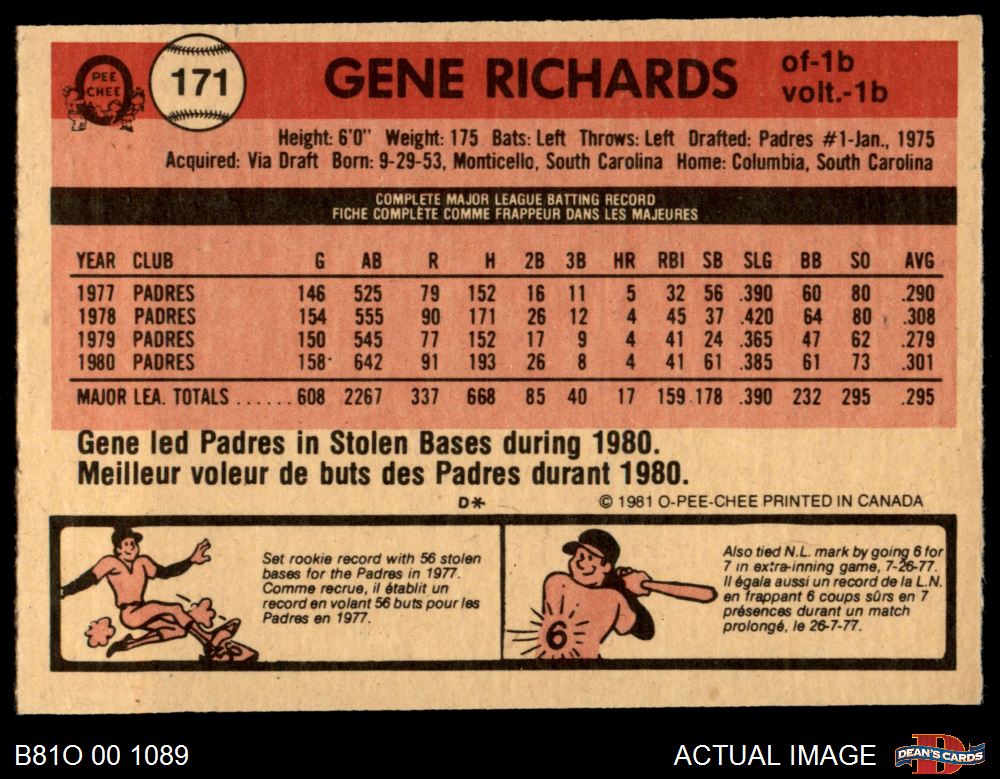 PEE
CHEE
171
GENE RICHARDS
of-1b
volt.-1b
Height: 6'0" Weight: 175 Bats: Left Throws: Left Drafted: Padres #1-Jan., 1975
Acquired: Via Draft Born: 9-29-53, Monticello, South Carolina Home: Columbia, South Carolina
COMPLETE MAJOR LEAGUE BATTING RECORD
FICHE COMPLÈTE COMME FRAPPEUR DANS LES MAJEURES
YEAR CLUB G AB R H 2B 3B HR RBI SB SLG BB SO AVG
1977 PADRES 146 525 79 152 16 11 5 32 56 .390 60 80 .290
1978 PADRES 154 555 90 171 26 12 4 45 37 .420 64 80 .308
1979 PADRES 150 545 77 152 17 9 4 41 24 .365 47 62 .279
1980 PADRES 158 642 91 193 26 8 4 41 61 .385 61 73 .301
MAJOR LEA. TOTALS ...... 608 2267 337 668 85 40 17 159 178 .390 232 295 .295
Gene led Padres in Stolen Bases during 1980.
Meilleur voleur de buts des Padres durant 1980.
D* © 1981 O-PEE-CHEE PRINTED IN CANADA
Set rookie record with 56 stolen
bases for the Padres in 1977.
Comme recrue, il établit un
record en volant 56 buts pour les
Padres en 1977.
56
Also tied N.L. mark by going 6 for
7 in extra-inning game, 7-26-77.
Il égala aussi un record de la L.N.
en frappant 6 coups sûrs en 7
présences durant un match
prolongé, le 26-7-77.
6
B81O 00 1089
ACTUAL IMAGE
DEAN'S CARDS